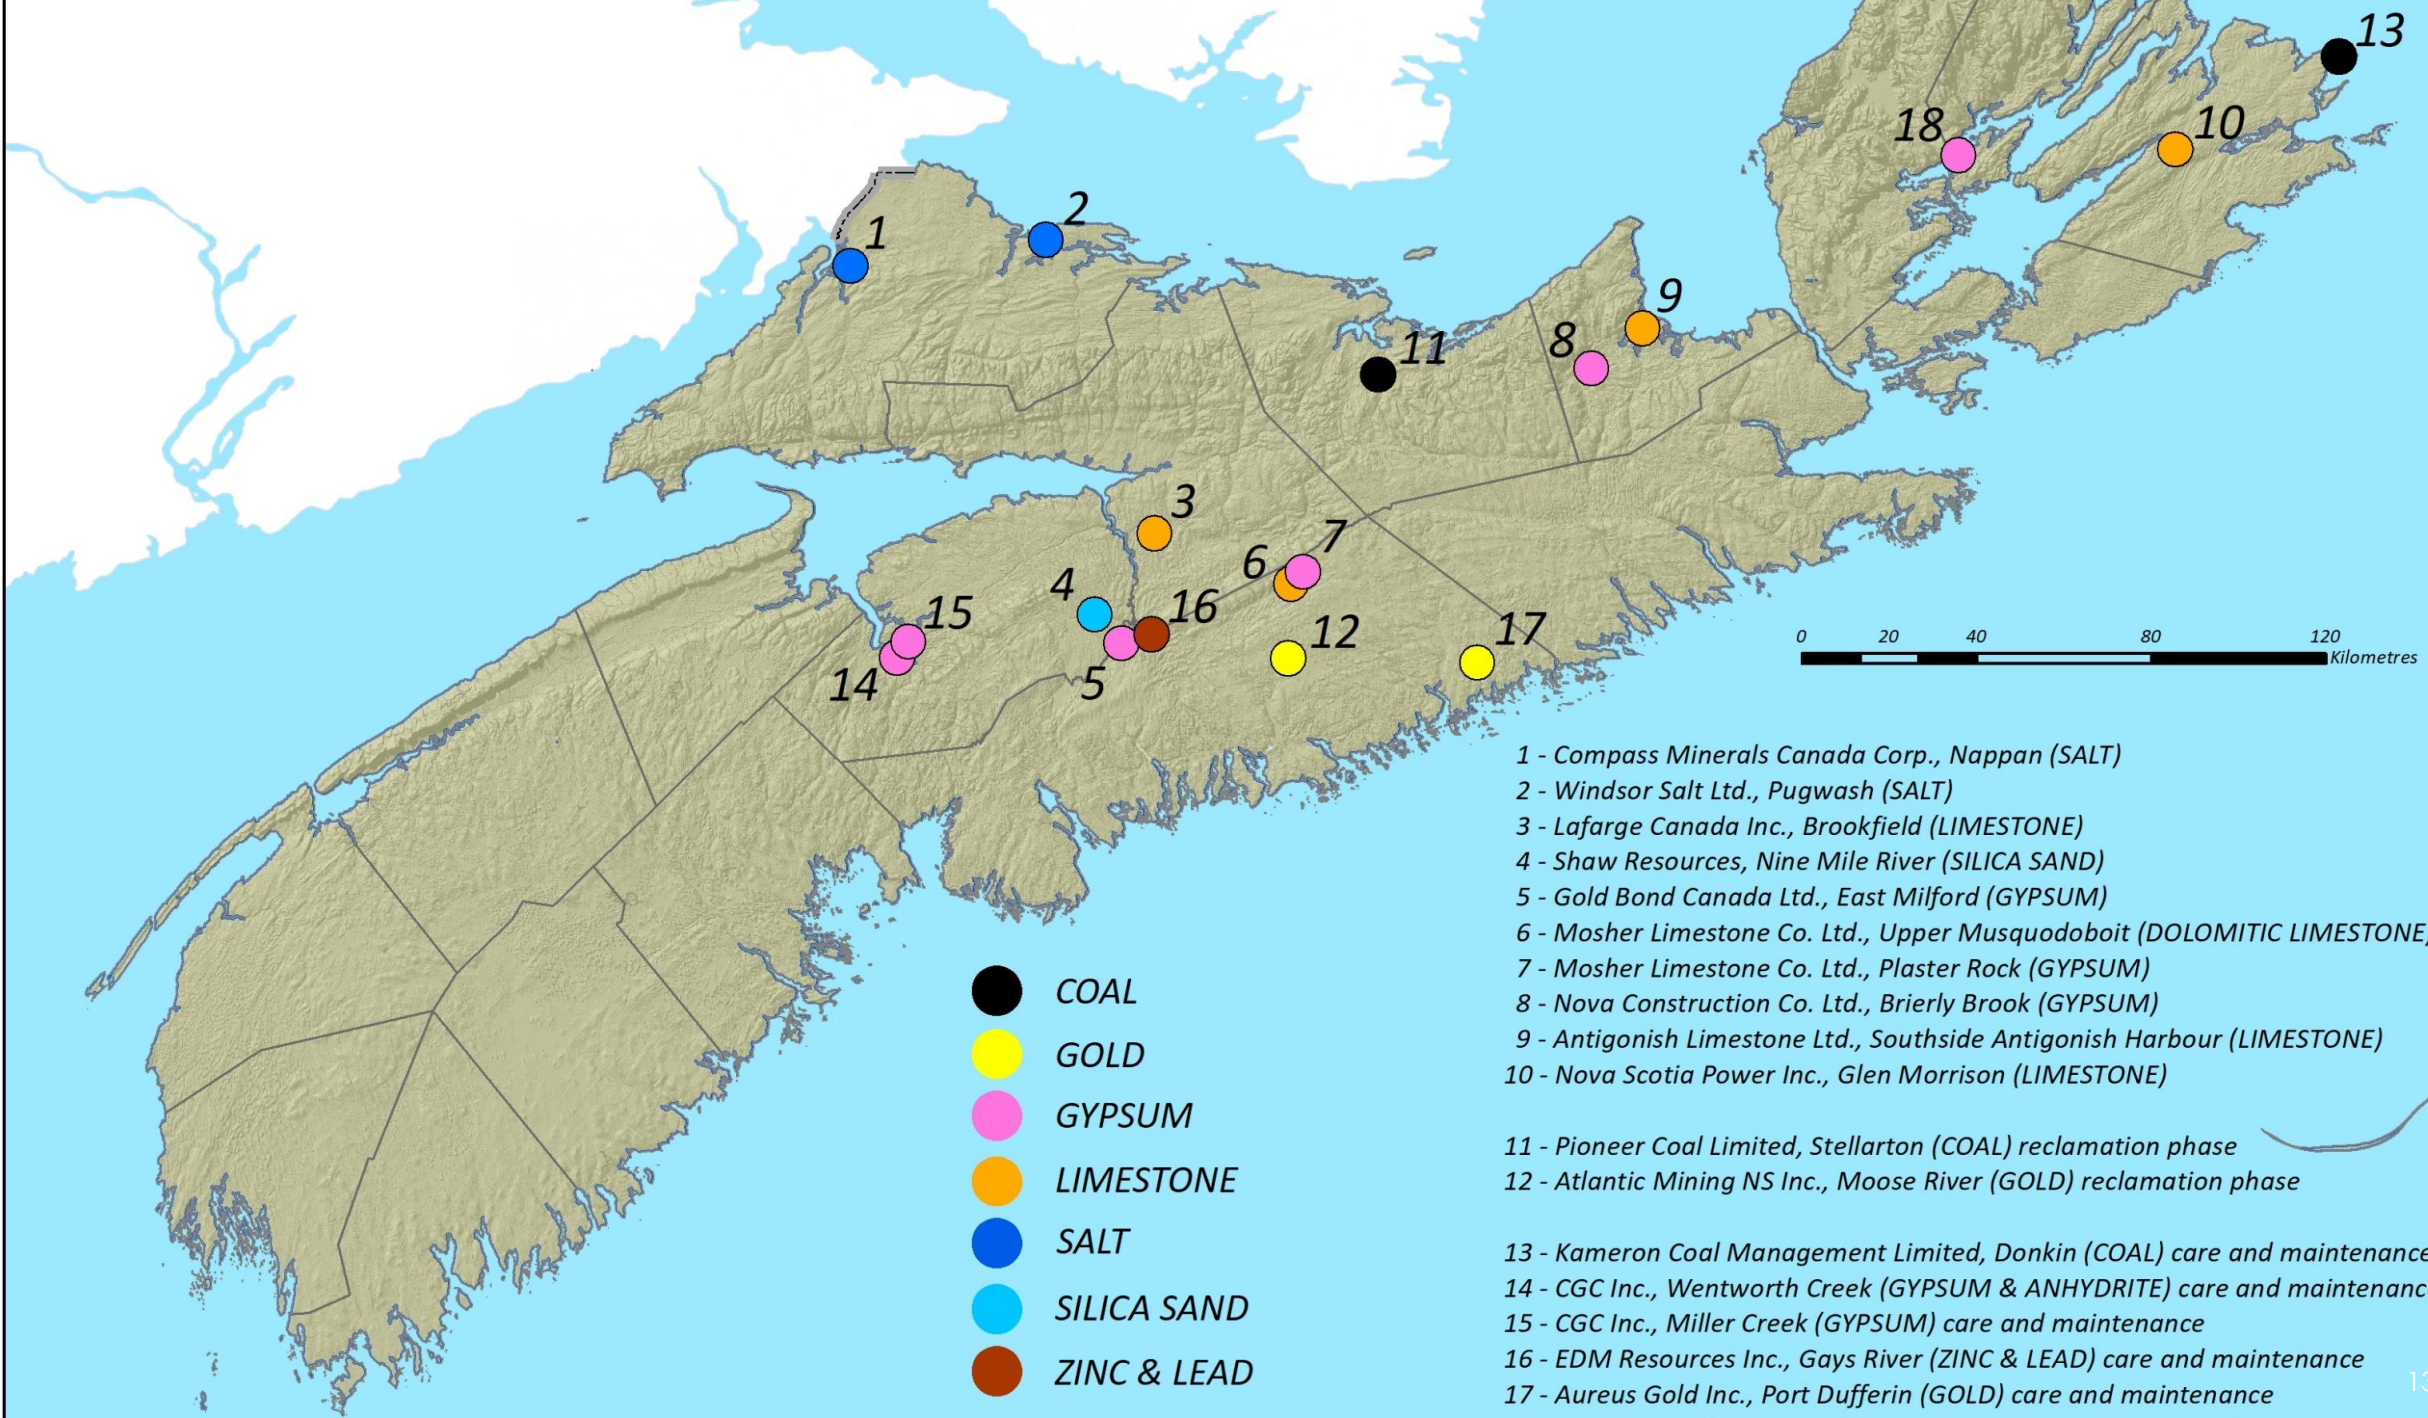 13
18
10
2
1
9
8
11
3
7
6
4
16
15
12
17
14
5
0 20 40 80 120
Kilometres
1 - Compass Minerals Canada Corp., Nappan (SALT)
2 - Windsor Salt Ltd., Pugwash (SALT)
3 - Lafarge Canada Inc., Brookfield (LIMESTONE)
4 - Shaw Resources, Nine Mile River (SILICA SAND)
5 - Gold Bond Canada Ltd., East Milford (GYPSUM)
6 - Mosher Limestone Co. Ltd., Upper Musquodoboit (DOLOMITIC LIMESTONE)
7 - Mosher Limestone Co. Ltd., Plaster Rock (GYPSUM)
8 - Nova Construction Co. Ltd., Brierly Brook (GYPSUM)
9 - Antigonish Limestone Ltd., Southside Antigonish Harbour (LIMESTONE)
10 - Nova Scotia Power Inc., Glen Morrison (LIMESTONE)
11 - Pioneer Coal Limited, Stellarton (COAL) reclamation phase
12 - Atlantic Mining NS Inc., Moose River (GOLD) reclamation phase
13 - Kameron Coal Management Limited, Donkin (COAL) care and maintenance
14 - CGC Inc., Wentworth Creek (GYPSUM & ANHYDRITE) care and maintenanc
15 - CGC Inc., Miller Creek (GYPSUM) care and maintenance
16 - EDM Resources Inc., Gays River (ZINC & LEAD) care and maintenance
17 - Aureus Gold Inc., Port Dufferin (GOLD) care and maintenance
COAL
GOLD
GYPSUM
LIMESTONE
SALT
SILICA SAND
ZINC & LEAD